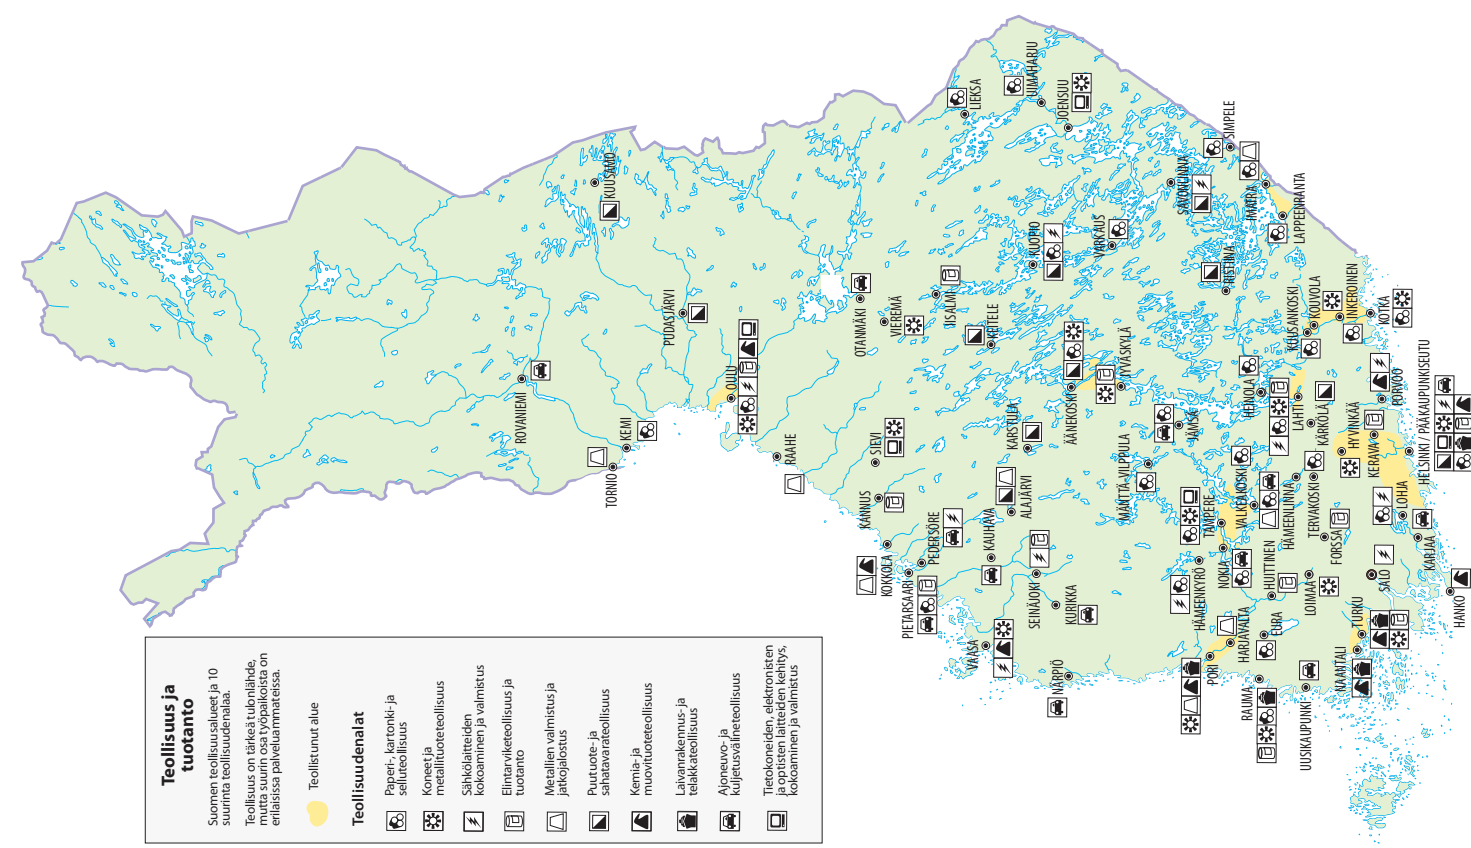 Teollisuus ja
tuotanto
Suomen teollisuusalueet ja 10
suurinta teollisuudenalaa.
Teollisuus on tärkeä tulonlähde,
mutta suurin osa työpaikoista on
erilaisissa palveluammateissa.
Teollistunut alue
Teollisuudenalat
Paperi-, kartonki- ja
selluteollisuus
Koneet ja
metallituoteteollisuus
Sähkölaitteiden
kokoaminen ja valmistus
Elintarviketeollisuus ja
tuotanto
Metallien valmistus ja
jatkojalostus
Puutuote- ja
sahatavarateollisuus
Kemia- ja
muovituoteteollisuus
Laivanrakennus- ja
telakkateollisuus
Ajoneuvo- ja
kuljetusvälineteollisuus
Tietokoneiden, elektronisten
ja optisten laitteiden kehitys,
kokoaminen ja valmistus
KUUSAMO
PUDASJÄRVI
ROVANIEMI
KEMI
TORNIO
OULU
RAAHE
LIEKSA
UIMAHARJU
JOENSUU
OTANMÄKI
VIEREMÄ
IISALMI
KEITELE
KUOPIO
VARKAUS
SAVONLINNA
SIMPELE
IMATRA
LAPPEENRANTA
RISTIINA
SIEVI
KANNUS
KOKKOLA
PIETARSAARI
PEDERSÖRE
KAUHAVA
ALAJÄRVI
KARSTULA
ÄÄNEKOSKI
JYVÄSKYLÄ
JÄMSÄ
MÄNTTÄ-VILPPULA
SEINÄJOKI
KURIKKA
VAASA
NÄRPIÖ
HEINOLA
LAHTI
KÄRKÖLÄ
KUUSANKOSKI
KOUVOLA
INKEROINEN
KOTKA
PORVOO
HELSINKI / PÄÄKAUPUNKISEUTU
HYVINKÄÄ
KERAVA
LOHJA
KARJAA
HANKO
SALO
FORSSA
TERVAKOSKI
HÄMEENLINNA
VALKEAKOSKI
TAMPERE
NOKIA
HÄMEENKYRÖ
HUITTINEN
LOIMAA
EURA
HARJAVALTA
PORI
RAUMA
UUSIKAUPUNKI
NAANTALI
TURKU